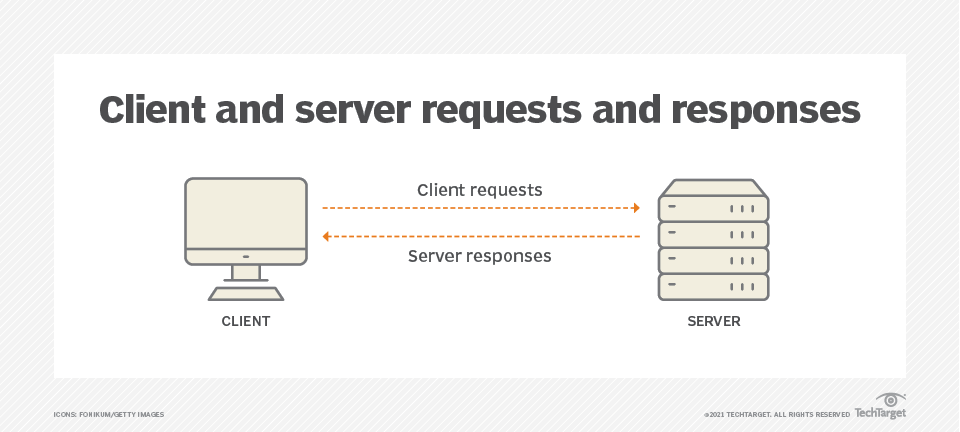 Client and server requests and responses
Client requests
Server responses
CLIENT
SERVER
ICONS: FONIKUM/GETTY IMAGES
©2021 TECHTARGET. ALL RIGHTS RESERVED
TechTarget